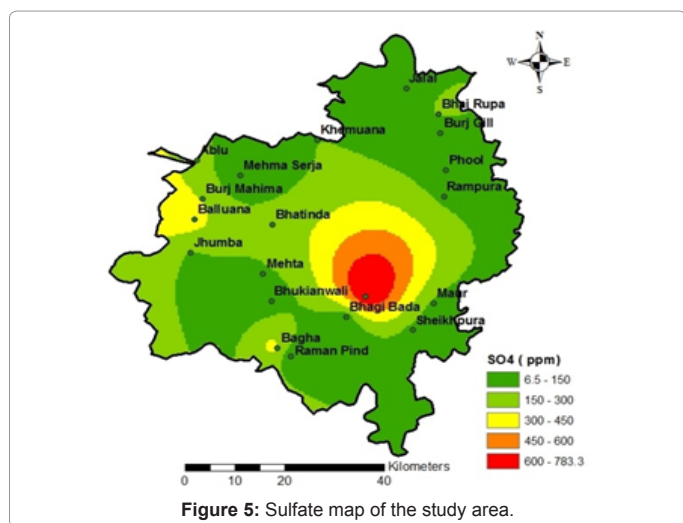 N
W E
S
Jalal
Bhai Rupa
Burj Gill
Khemuana
Ablu
Mehma Serja
Phool
Burj Mahima
Rampura
Balluana
Bhatinda
Jhumba
Mehta
Bhukianwali
Maur
Bhagi Bada
Sheikhpura
Bagha
Raman Pind
SO4 ( ppm)
6.5 - 150
150 - 300
300 - 450
450 - 600
600 - 783.3
Kilometers
0 5 10 20 40
Figure 5: Sulfate map of the study area.